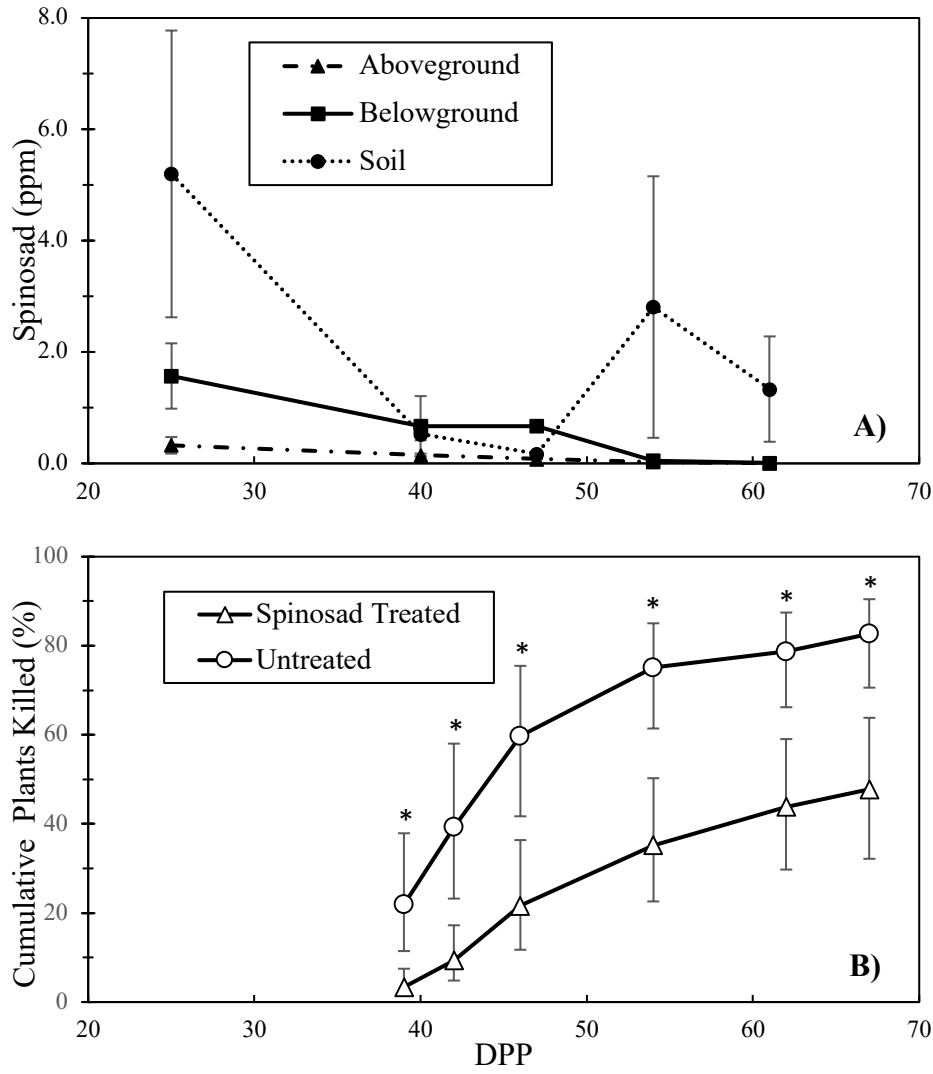 8.0
6.0
4.0
2.0
0.0
Spinosad (ppm)
Aboveground
Belowground
Soil
A)
20 30 40 50 60 70
100
80
60
40
20
0
Cumulative Plants Killed (%)
Spinosad Treated
Untreated
* * * * * *
B)
20 30 40 50 60 70
DPP